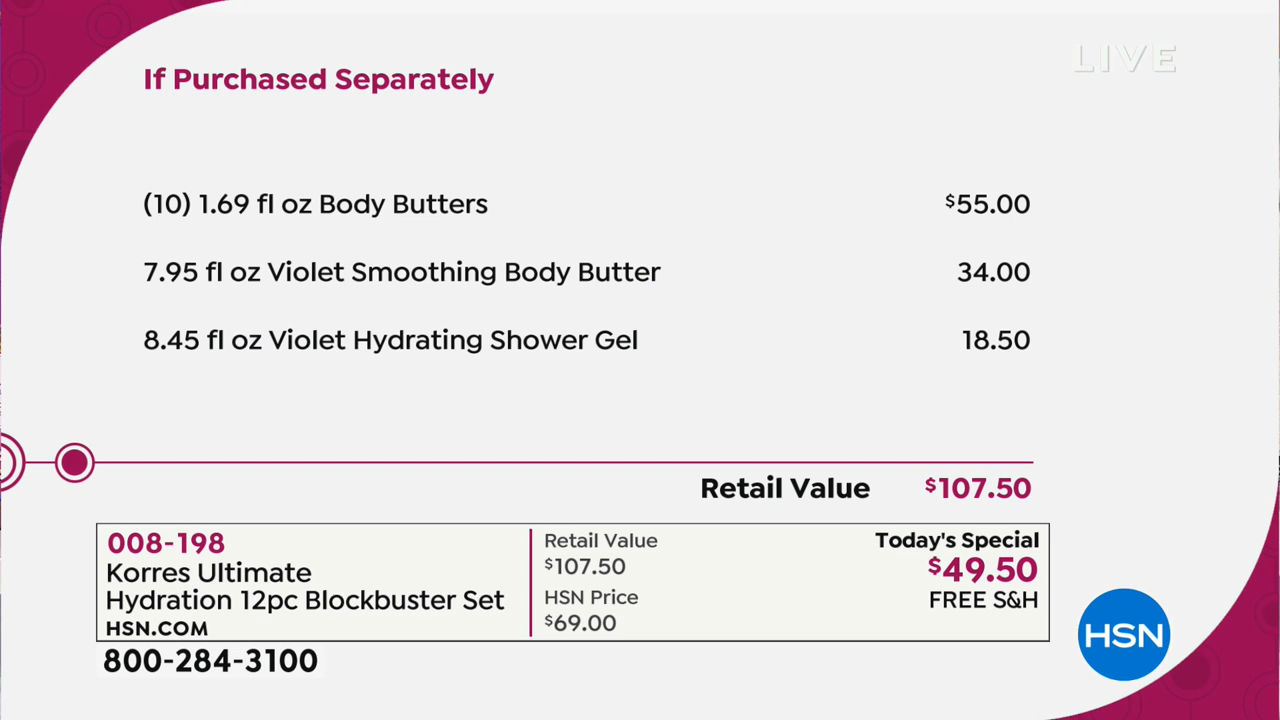 LIVE
If Purchased Separately
(10) 1.69 fl oz Body Butters $55.00
7.95 fl oz Violet Smoothing Body Butter 34.00
8.45 fl oz Violet Hydrating Shower Gel 18.50
Retail Value $107.50
008-198
Korres Ultimate
Hydration 12pc Blockbuster Set
HSN.COM
Retail Value
$107.50
HSN Price
$69.00
Today's Special
$49.50
FREE S&H
800-284-3100
HSN